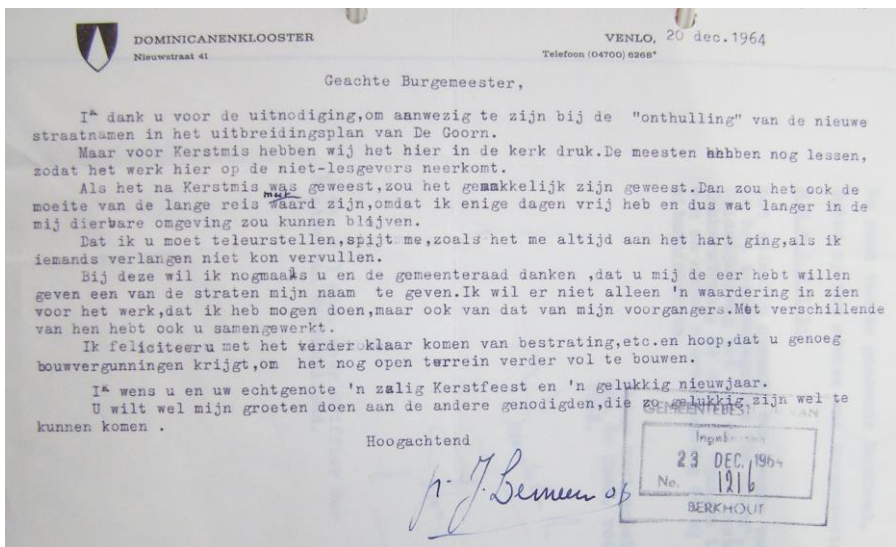 DOMINICANENKLOOSTER
Nieuwstraat 41
VENLO, 20 dec.1964
Telefoon (04700) 6268*
Geachte Burgemeester,
Ik dank u voor de uitnodiging,om aanwezig te zijn bij de "onthulling" van de nieuwe
straatnamen in het uitbreidingsplan van De Goorn.
Maar voor Kerstmis hebben wij het hier in de kerk druk.De meesten hebben nog lessen,
zodat het werk hier op de niet-lesgevers neerkomt.
Als het na Kerstmis was geweest,zou het gemakkelijk zijn geweest.Dan zou het ook de
moeite van de lange reis waard zijn,omdat ik enige dagen vrij heb en dus wat langer in de
mij dierbare omgeving zou kunnen blijven.
Dat ik u moet teleurstellen,spijt me,zoals het me altijd aan het hart ging,als ik
iemands verlangen niet kon vervullen.
Bij deze wil ik nogmaals u en de gemeenteraad danken ,dat u mij de eer hebt willen
geven een van de straten mijn naam te geven.Ik wil er niet alleen 'n waardering in zien
voor het werk,dat ik heb mogen doen,maar ook van dat van mijn voorgangers.Met verschillende
van hen hebt ook u samengewerkt.
Ik feliciteeru met het verder klaar komen van bestrating,etc.en hoop,dat u genoeg
bouwvergunningen krijgt,om het nog open terrein verder vol te bouwen.
Ik wens u en uw echtgenote 'n zalig Kerstfeest en 'n gelukkig nieuwjaar.
U wilt wel mijn groeten doen aan de andere genodigden,die zo gelukkig zijn wel te
kunnen komen .
Hoogachtend
23 DEC. 1964
No. 1216
BERKHOUT